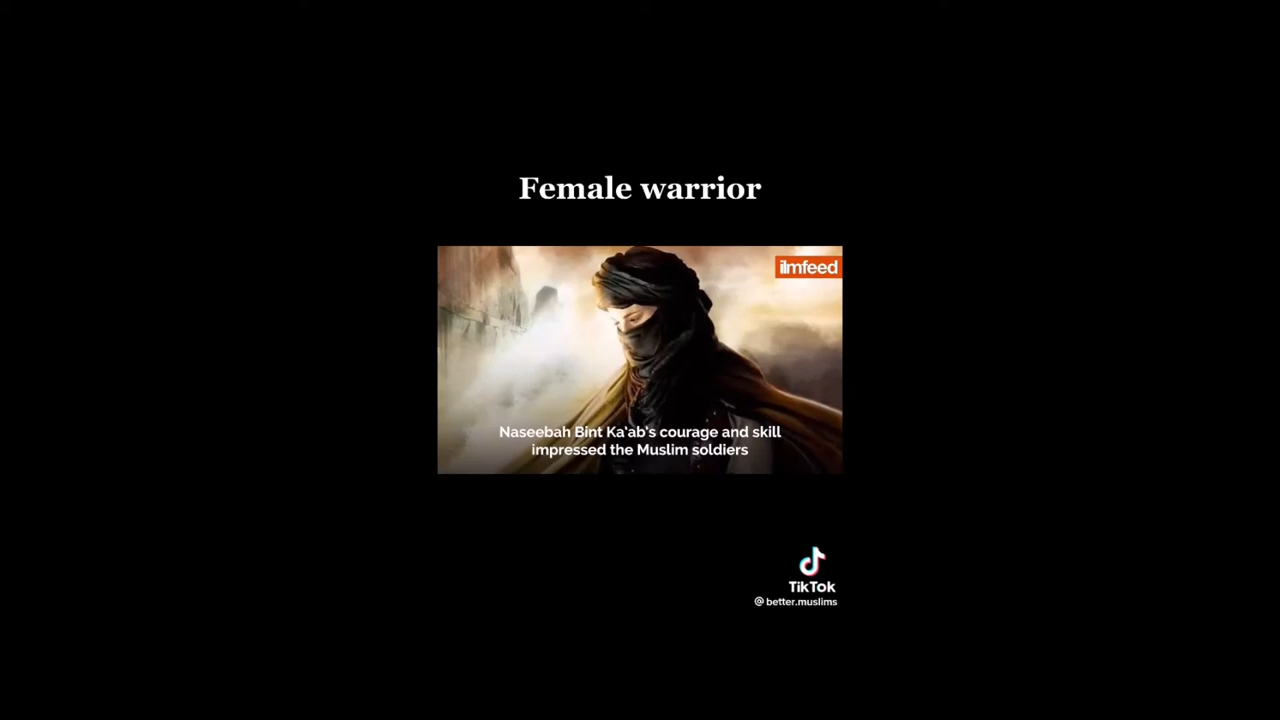 Female warrior
ilmfeed
Naseebah Bint Ka'ab's courage and skill
impressed the Muslim soldiers
TikTok
@better.muslims